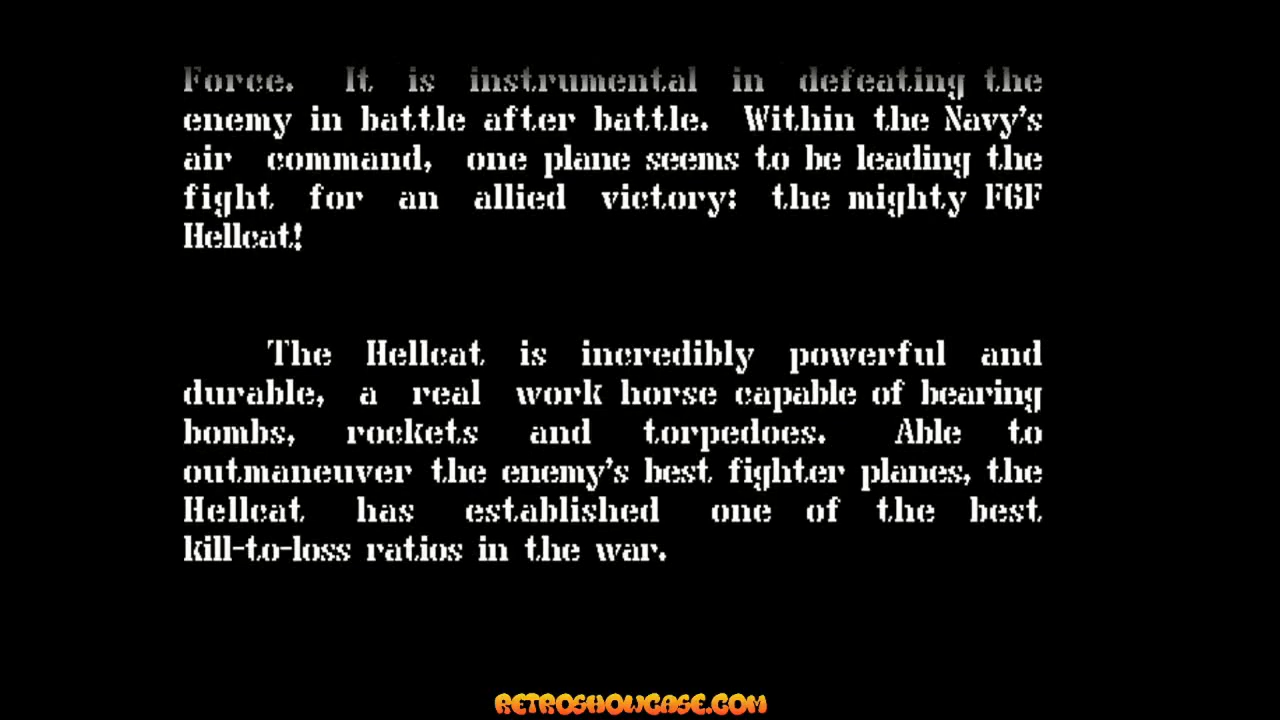 Force. It is instrumental in defeating the
enemy in battle after battle. Within the Navy's
air command, one plane seems to be leading the
fight for an allied victory: the mighty F6F
Hellcat!
The Hellcat is incredibly powerful and
durable, a real work horse capable of bearing
bombs, rockets and torpedoes. Able to
outmaneuver the enemy's best fighter planes, the
Hellcat has established one of the best
kill-to-loss ratios in the war.
RETROSHOWCASE.COM